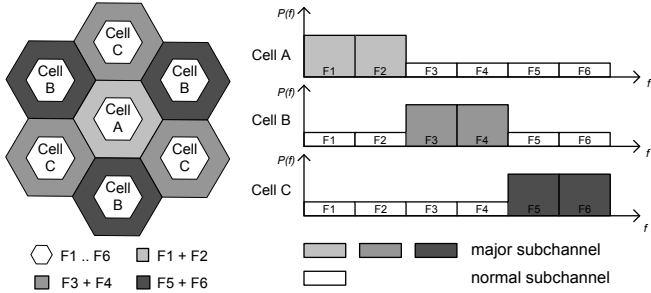 Cell C
Cell B
Cell B
Cell A
Cell C
Cell C
Cell B
F1 .. F6
F1 + F2
F3 + F4
F5 + F6
P(f)
Cell A
F1 F2 F3 F4 F5 F6
f
P(f)
Cell B
F1 F2 F3 F4 F5 F6
f
P(f)
Cell C
F1 F2 F3 F4 F5 F6
f
major subchannel
normal subchannel